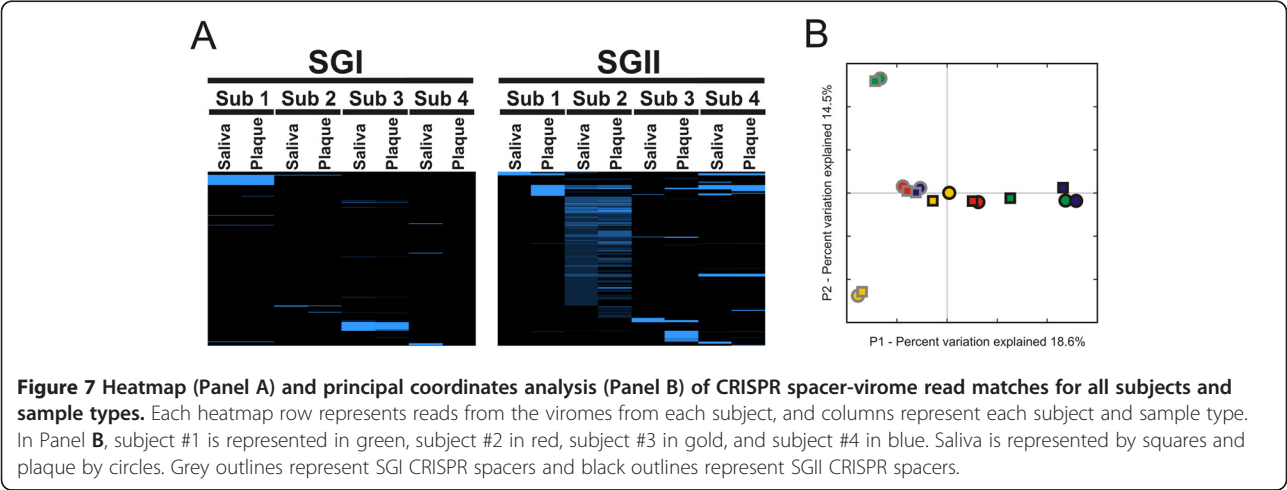 A
B
SGI
SGII
Sub 1 Sub 2 Sub 3 Sub 4
Sub 1 Sub 2 Sub 3 Sub 4
Saliva Plaque Saliva Plaque Saliva Plaque Saliva Plaque
Saliva Plaque Saliva Plaque Saliva Plaque Saliva Plaque
P2 - Percent variation explained 14.5%
P1 - Percent variation explained 18.6%
Figure 7 Heatmap (Panel A) and principal coordinates analysis (Panel B) of CRISPR spacer-virome read matches for all subjects and
sample types. Each heatmap row represents reads from the viromes from each subject, and columns represent each subject and sample type.
In Panel B, subject #1 is represented in green, subject #2 in red, subject #3 in gold, and subject #4 in blue. Saliva is represented by squares and
plaque by circles. Grey outlines represent SGI CRISPR spacers and black outlines represent SGII CRISPR spacers.